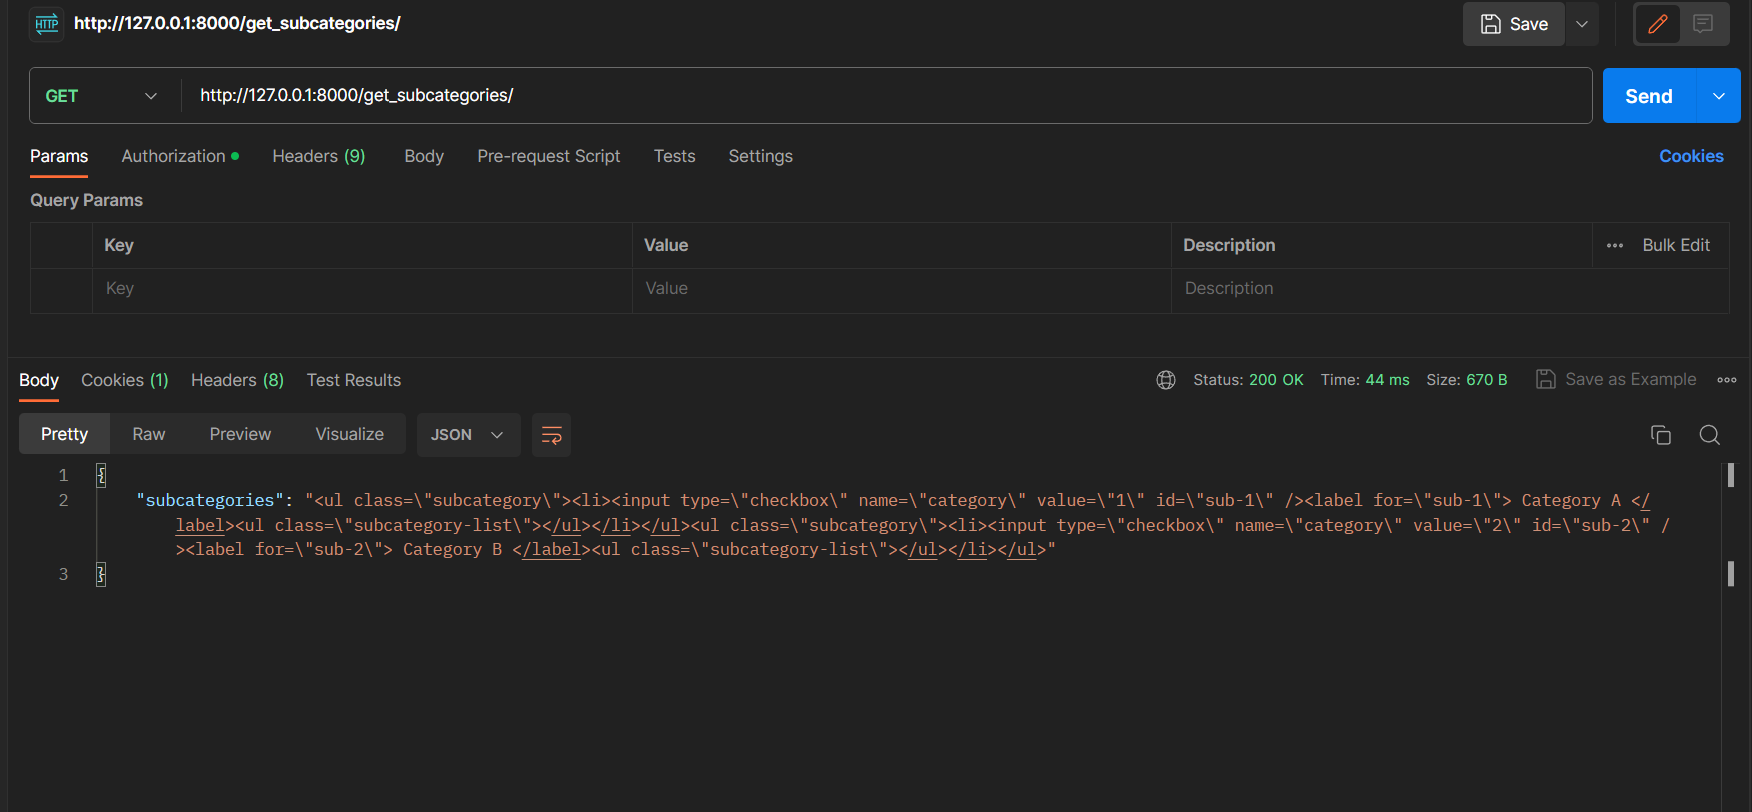 HTTP http://127.0.0.1:8000/get_subcategories/ Save
GET http://127.0.0.1:8000/get_subcategories/ Send
Params Authorization Headers (9) Body Pre-request Script Tests Settings Cookies
Query Params
Key Value Description Bulk Edit
Key Value Description
Body Cookies (1) Headers (8) Test Results Status: 200 OK Time: 44 ms Size: 670 B Save as Example
Pretty Raw Preview Visualize JSON
1 {
2 "subcategories": "<ul class=\"subcategory\"><li><input type=\"checkbox\" name=\"category\" value=\"1\" id=\"sub-1\" /><label for=\"sub-1\"> Category A </
label><ul class=\"subcategory-list\"></ul></li></ul><ul class=\"subcategory\"><li><input type=\"checkbox\" name=\"category\" value=\"2\" id=\"sub-2\" /
><label for=\"sub-2\"> Category B </label><ul class=\"subcategory-list\"></ul></li></ul>"
3 }